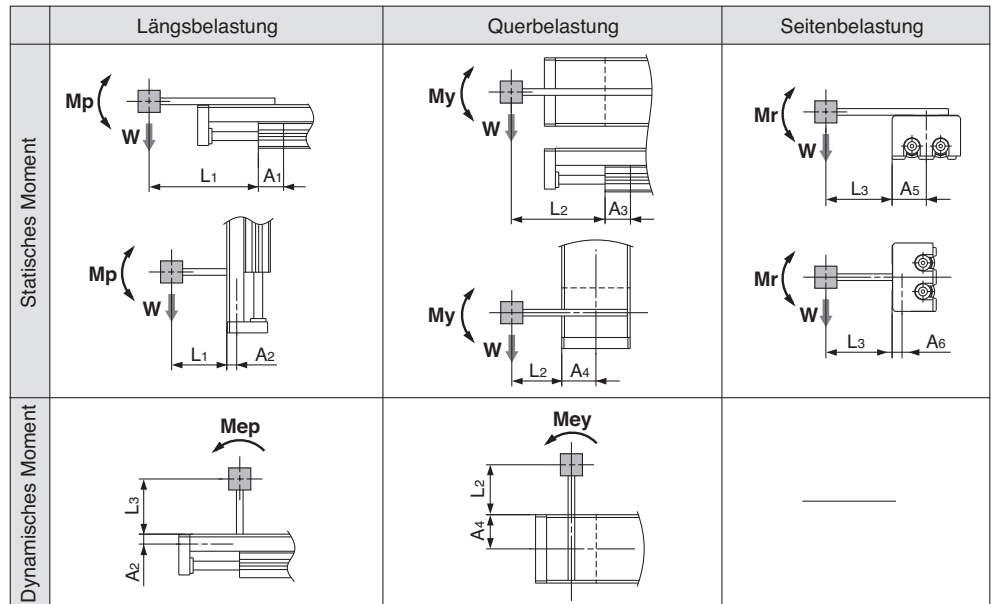 Längsbelastung
Querbelastung
Seitenbelastung
Statisches Moment
Mp
W
L1
A1
Mp
W
L1
A2
My
W
L2
A3
My
W
L2
A4
Mr
W
L3
A5
Mr
W
L3
A6
Dynamisches Moment
Mep
L3
A2
Mey
L2
A4